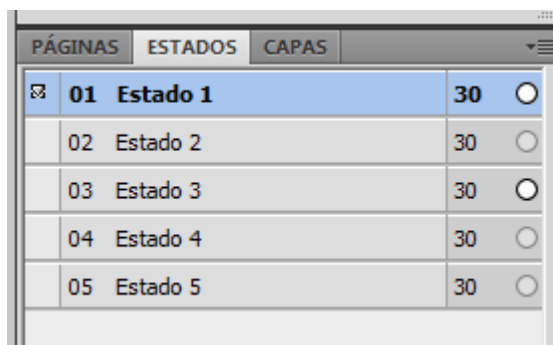 PÁGINAS ESTADOS CAPAS
01 Estado 1 30
02 Estado 2 30
03 Estado 3 30
04 Estado 4 30
05 Estado 5 30